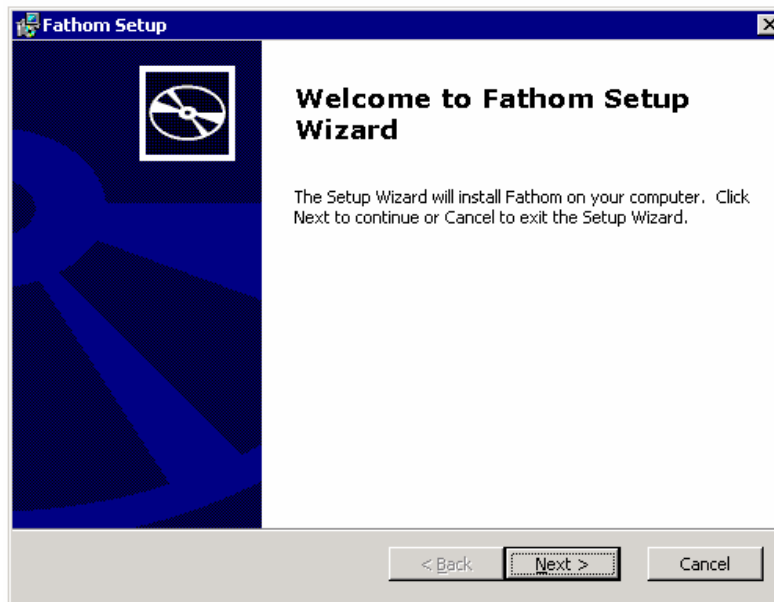 Fathom Setup
Welcome to Fathom Setup
Wizard
The Setup Wizard will install Fathom on your computer. Click
Next to continue or Cancel to exit the Setup Wizard.
< Back
Next >
Cancel